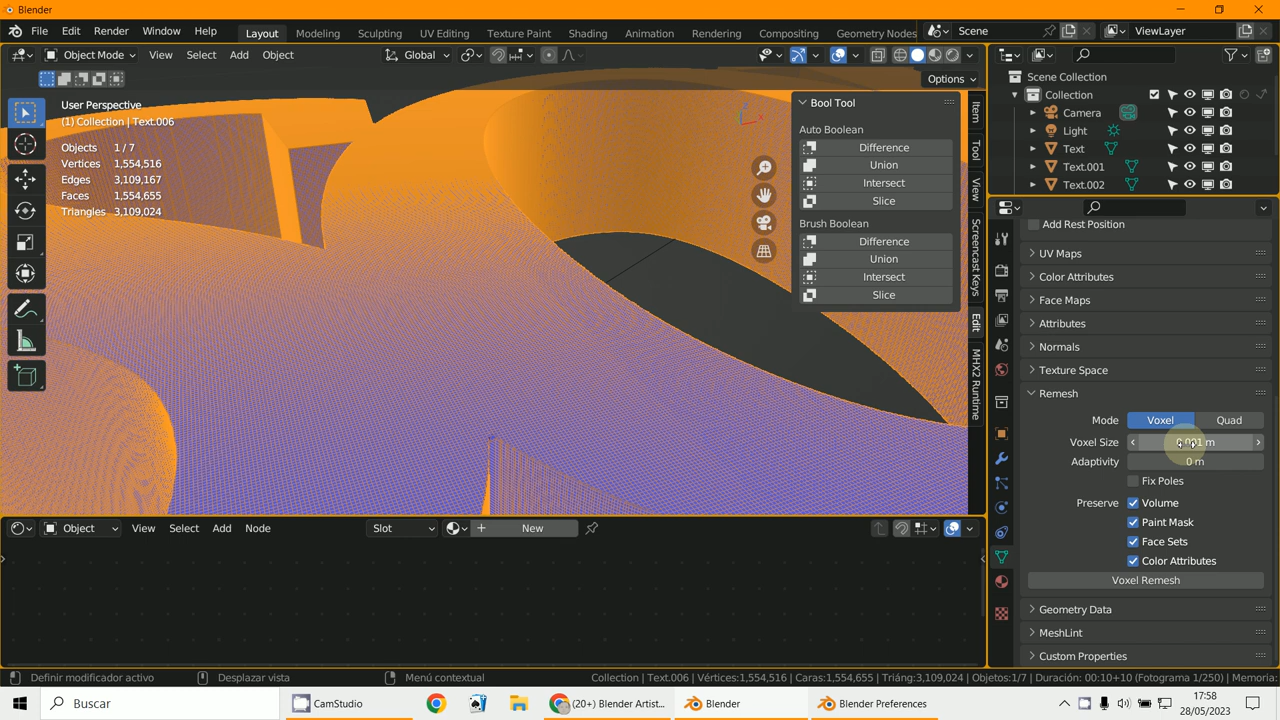 Blender
File Edit Render Window Help Layout Modeling Sculpting UV Editing Texture Paint Shading Animation Rendering Compositing Geometry Nodes Scene ViewLayer
Object Mode View Select Add Object Global
Options
User Perspective
(1) Collection | Text.006
Objects 1 / 7
Vertices 1,554,516
Edges 3,109,167
Faces 1,554,655
Triangles 3,109,024
Bool Tool
Auto Boolean
Difference
Union
Intersect
Slice
Brush Boolean
Difference
Union
Intersect
Slice
Item
Tool
View
Screencast Keys
Edit
MHX2 Runtime
Scene Collection
Collection
Camera
Light
Text
Text.001
Text.002
Add Rest Position
UV Maps
Color Attributes
Face Maps
Attributes
Normals
Texture Space
Remesh
Mode Voxel Quad
Voxel Size 0.001 m
Adaptivity 0 m
Fix Poles
Preserve Volume
Paint Mask
Face Sets
Color Attributes
Voxel Remesh
Geometry Data
MeshLint
Custom Properties
Object View Select Add Node Slot New
Definir modificador activo Desplazar vista Menú contextual Collection | Text.006 | Vértices:1,554,516 | Caras:1,554,655 | Triáng:3,109,024 | Objetos:1/7 | Duración: 00:10+10 (Fotograma 1/250) | Memoria:
Buscar CamStudio (20+) Blender Artist... Blender Blender Preferences
17:58
28/05/2023